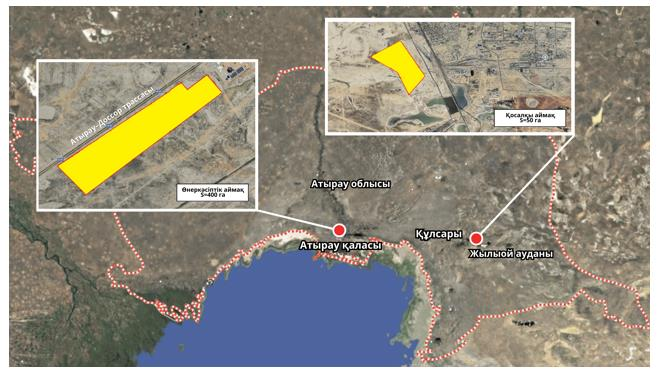 Атырау-Доссор трассасы
Өнеркәсіптік аймақ
S=400 га
Қосалқы аймақ
S=50 га
Атырау облысы
Атырау қаласы
Құлсары
Жылыой ауданы